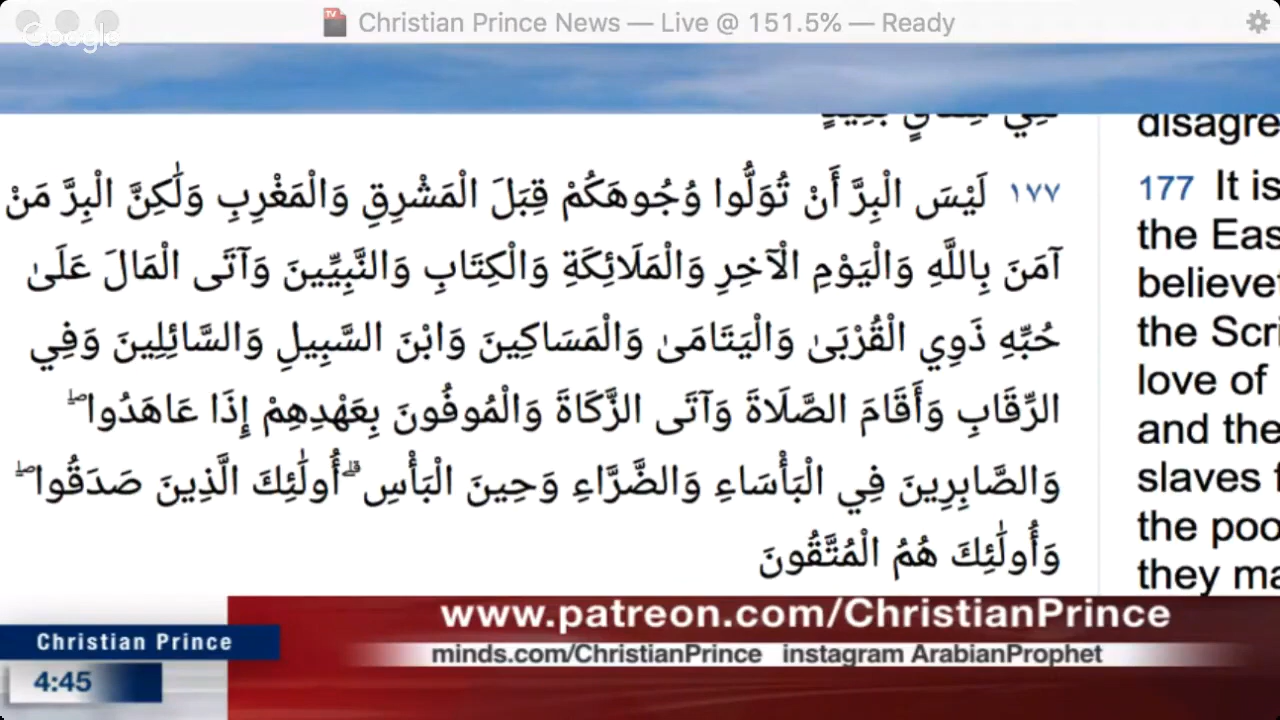 Christian Prince News — Live @ 151.5% — Ready
Google
١٧٧ لَيْسَ الْبِرَّ أَنْ تُوَلُّوا وُجُوهَكُمْ قِبَلَ الْمَشْرِقِ وَالْمَغْرِبِ وَلَٰكِنَّ الْبِرَّ مَنْ
آمَنَ بِاللَّهِ وَالْيَوْمِ الْآخِرِ وَالْمَلَائِكَةِ وَالْكِتَابِ وَالنَّبِيِّينَ وَآتَى الْمَالَ عَلَىٰ
حُبِّهِ ذَوِي الْقُرْبَىٰ وَالْيَتَامَىٰ وَالْمَسَاكِينَ وَابْنَ السَّبِيلِ وَالسَّائِلِينَ وَفِي
الرِّقَابِ وَأَقَامَ الصَّلَاةَ وَآتَى الزَّكَاةَ وَالْمُوفُونَ بِعَهْدِهِمْ إِذَا عَاهَدُوا ۖ
وَالصَّابِرِينَ فِي الْبَأْسَاءِ وَالضَّرَّاءِ وَحِينَ الْبَأْسِ ۗ أُولَٰئِكَ الَّذِينَ صَدَقُوا ۖ
وَأُولَٰئِكَ هُمُ الْمُتَّقُونَ
disagre
177 It is
the Eas
believe
the Scri
love of
and the
slaves f
the poo
they ma
www.patreon.com/ChristianPrince
minds.com/ChristianPrince instagram ArabianProphet
Christian Prince
4:45